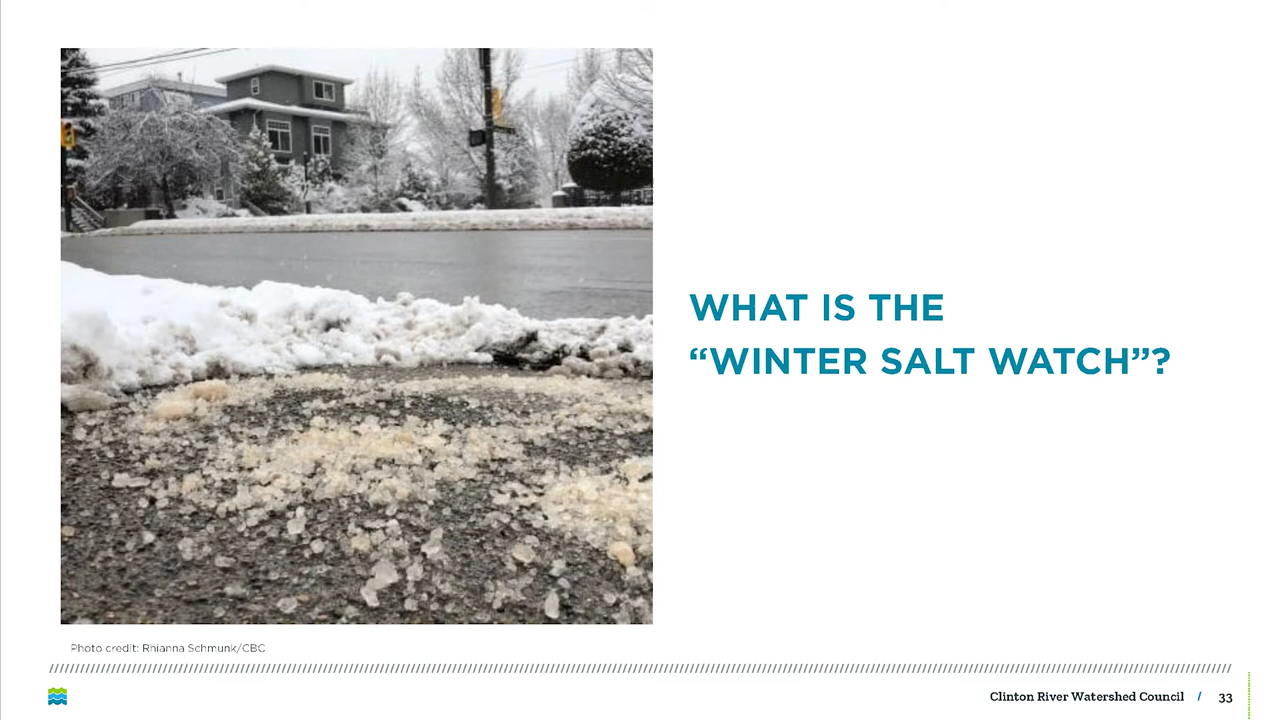 WHAT IS THE
“WINTER SALT WATCH”?
Photo credit: Rhianna Schmunk/CBC
Clinton River Watershed Council / 33